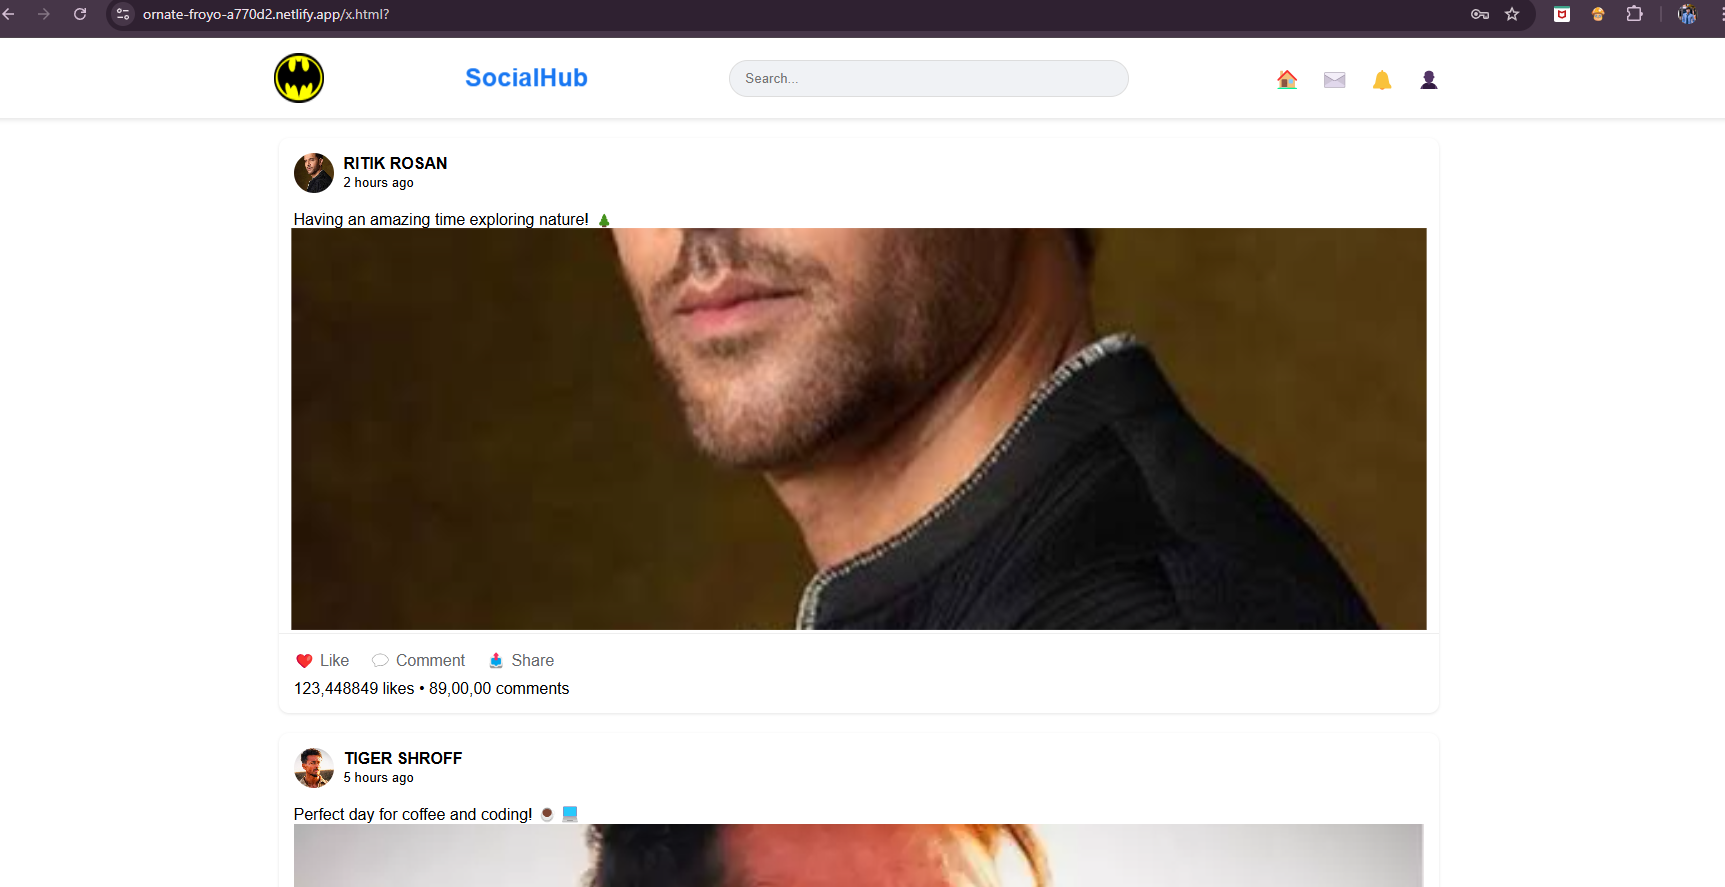 ornate-froyo-a770d2.netlify.app/x.html?
SocialHub
Search...
RITIK ROSAN
2 hours ago
Having an amazing time exploring nature! 🌲
❤️ Like 💬 Comment 📤 Share
123,448849 likes • 89,00,00 comments
TIGER SHROFF
5 hours ago
Perfect day for coffee and coding! ☕ 💻